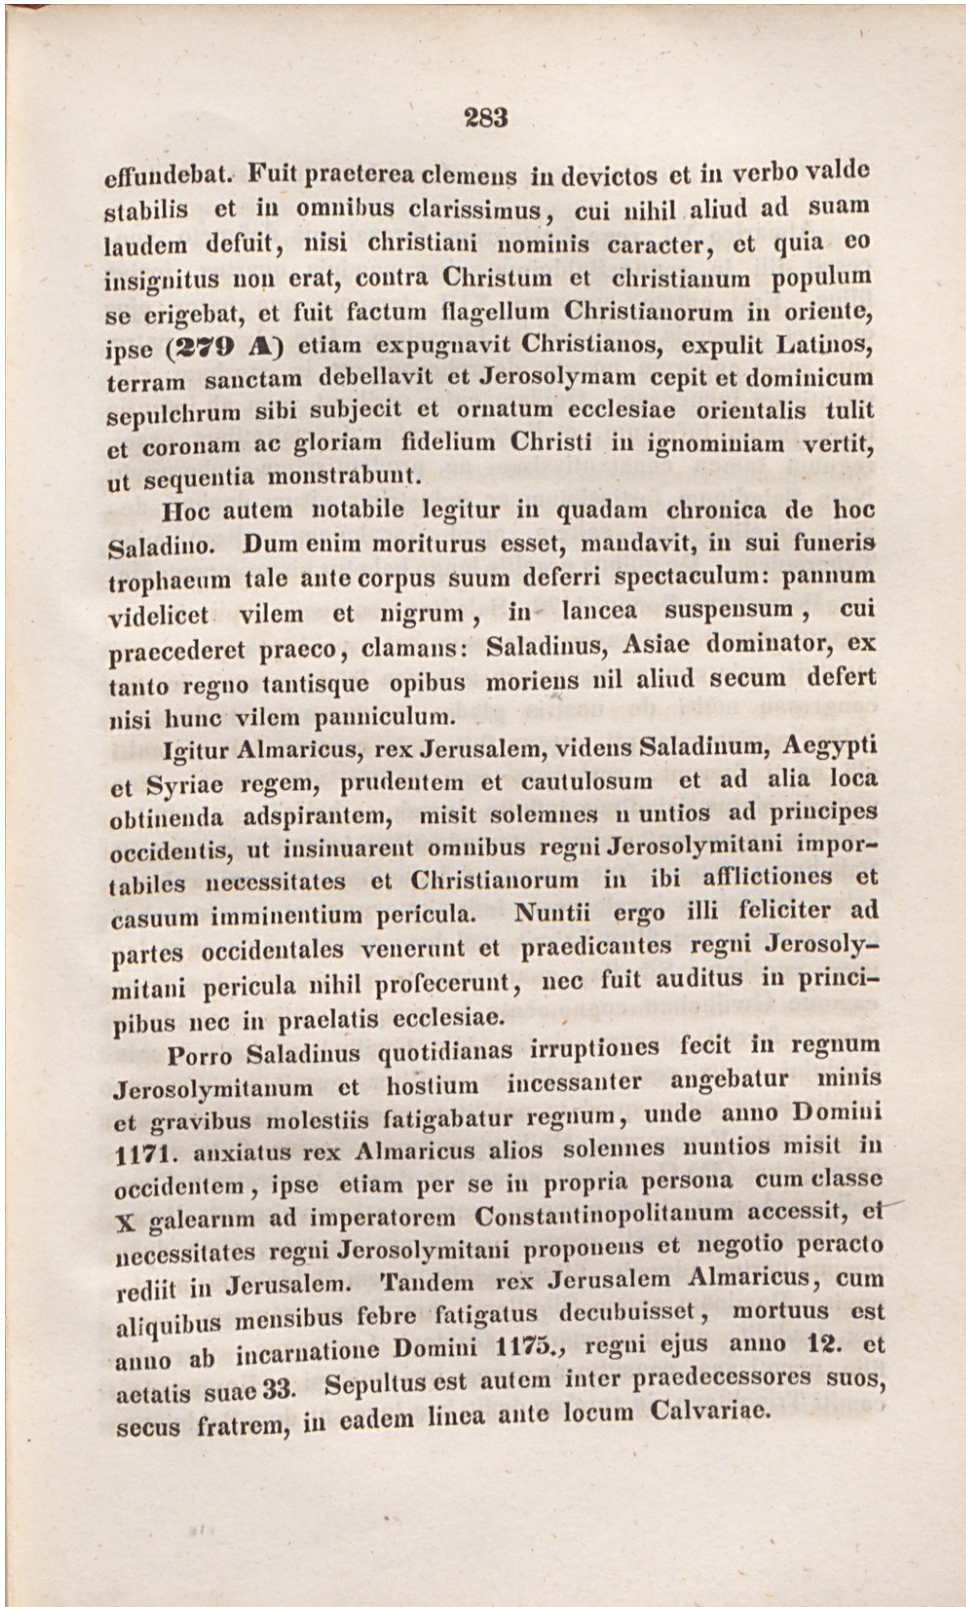 283
effundebat. Fuit praeterea clemens in devictos et in verbo valde
stabilis et in omnibus clarissimus, cui nihil aliud ad suam
laudem defuit, nisi christiani nominis caracter, et quia eo
insignitus non erat, contra Christum et christianum populum
se erigebat, et fuit factum flagellum Christianorum in oriente,
ipse (279 A) etiam expugnavit Christianos, expulit Latinos,
terram sanctam debellavit et Jerosolymam cepit et dominicum
sepulchrum sibi subjecit et ornatum ecclesiae orientalis tulit
et coronam ac gloriam fidelium Christi in ignominiam vertit,
ut sequentia monstrabunt.
Hoc autem notabile legitur in quadam chronica de hoc
Saladino. Dum enim moriturus esset, mandavit, in sui funeris
trophaeum tale ante corpus suum deferri spectaculum: pannum
videlicet vilem et nigrum, in lancea suspensum, cui
praecederet praeco, clamans: Saladinus, Asiae dominator, ex
tanto regno tantisque opibus moriens nil aliud secum defert
nisi hunc vilem panniculum.
Igitur Almaricus, rex Jerusalem, videns Saladinum, Aegypti
et Syriae regem, prudentem et cautulosum et ad alia loca
obtinenda adspirantem, misit solemnes n untios ad principes
occidentis, ut insinuarent omnibus regni Jerosolymitani impor-
tabiles necessitates et Christianorum in ibi afflictiones et
casuum imminentium pericula. Nuntii ergo illi feliciter ad
partes occidentales venerunt et praedicantes regni Jerosoly-
mitani pericula nihil profecerunt, nec fuit auditus in princi-
pibus nec in praelatis ecclesiae.
Porro Saladinus quotidianas irruptiones fecit in regnum
Jerosolymitanum et hostium incessanter angebatur minis
et gravibus molestiis fatigabatur regnum, unde anno Domini
1171. anxiatus rex Almaricus alios solennes nuntios misit in
occidentem, ipse etiam per se in propria persona cum classe
X galearum ad imperatorem Constantinopolitanum accessit, et
necessitates regni Jerosolymitani proponens et negotio peracto
rediit in Jerusalem. Tandem rex Jerusalem Almaricus, cum
aliquibus mensibus febre fatigatus decubuisset, mortuus est
anno ab incarnatione Domini 1175., regni ejus anno 12. et
aetatis suae 33. Sepultus est autem inter praedecessores suos,
secus fratrem, in eadem linea ante locum Calvariae.